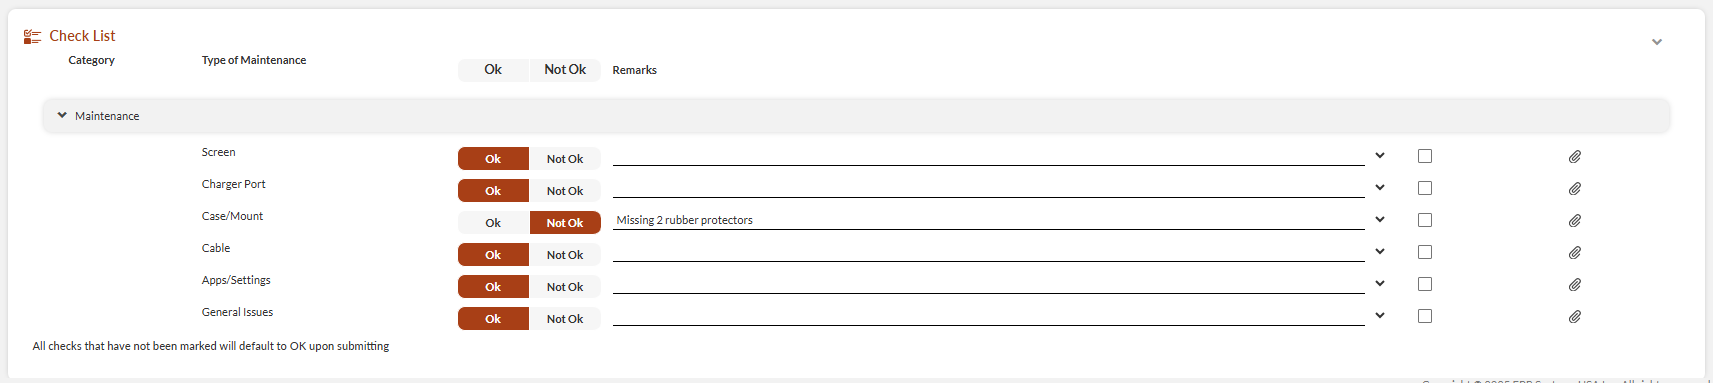 Check List
Category Type of Maintenance Ok Not Ok Remarks
Maintenance
Screen Ok Not Ok
Charger Port Ok Not Ok
Case/Mount Ok Not Ok Missing 2 rubber protectors
Cable Ok Not Ok
Apps/Settings Ok Not Ok
General Issues Ok Not Ok
All checks that have not been marked will default to OK upon submitting